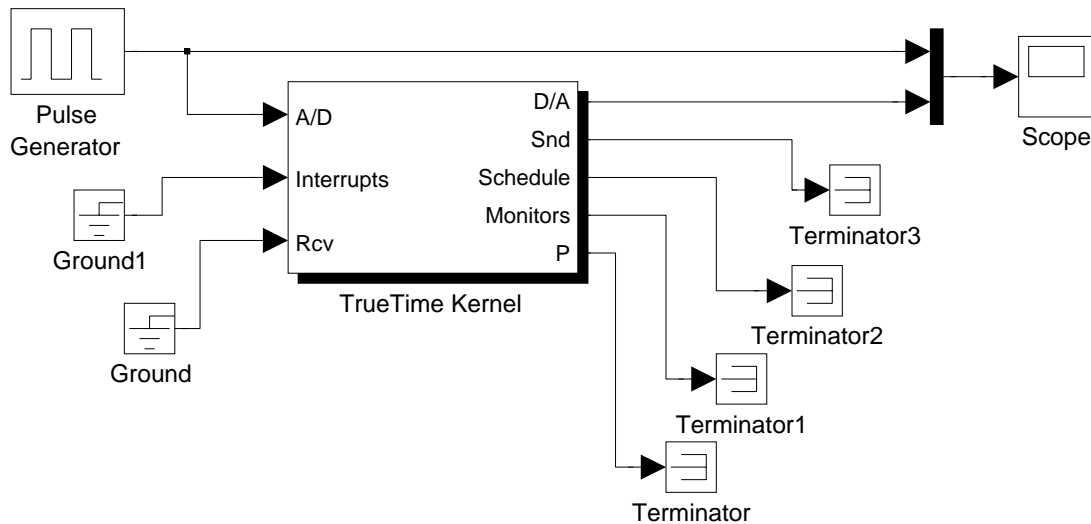 Pulse
Generator
A/D
Interrupts
Rcv
D/A
Snd
Schedule
Monitors
P
TrueTime Kernel
Scope
Ground1
Ground
Terminator3
Terminator2
Terminator1
Terminator